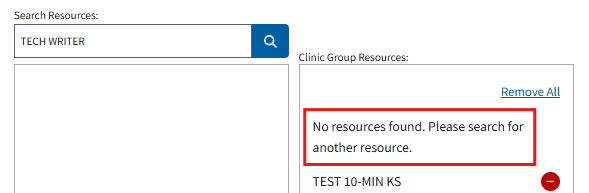 Search Resources:
TECH WRITER
Clinic Group Resources:
Remove All
No resources found. Please search for
another resource.
TEST 10-MIN KS